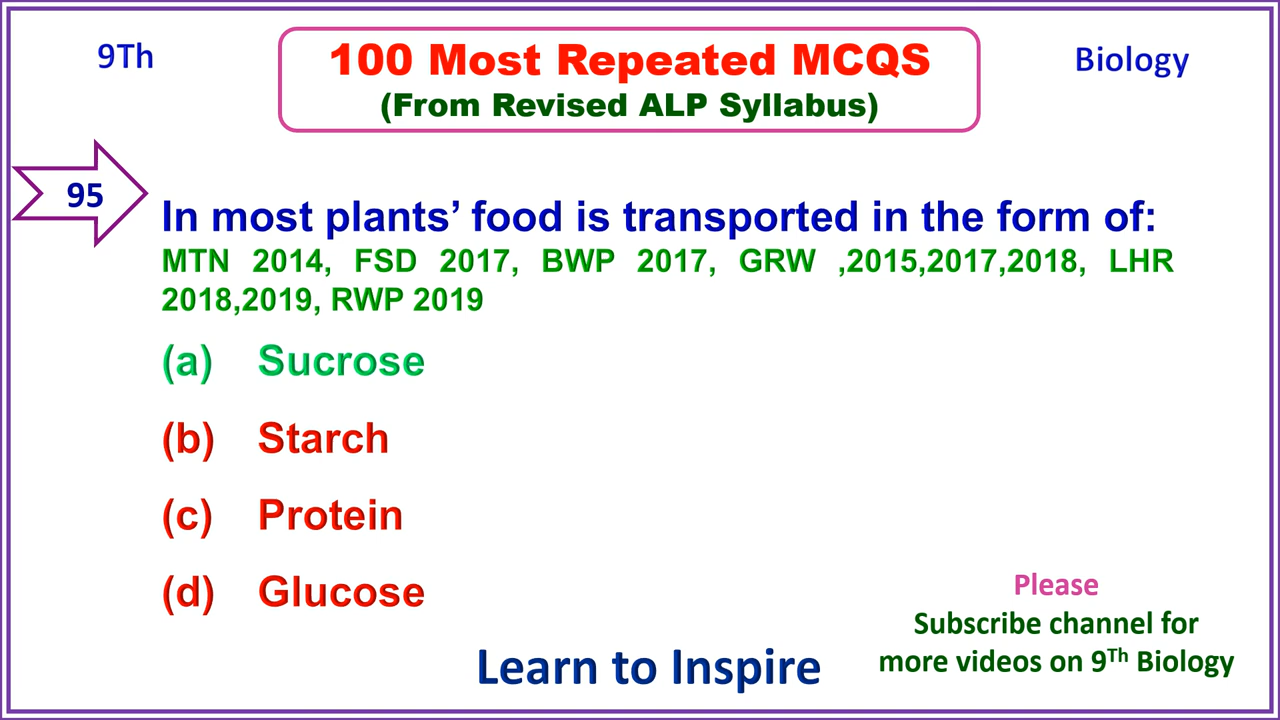 9Th
100 Most Repeated MCQS
Biology
(From Revised ALP Syllabus)
95
In most plants’ food is transported in the form of:
MTN 2014, FSD 2017, BWP 2017, GRW ,2015,2017,2018, LHR
2018,2019, RWP 2019
(a) Sucrose
(b) Starch
(c) Protein
(d) Glucose
Please
Subscribe channel for
more videos on 9Th Biology
Learn to Inspire